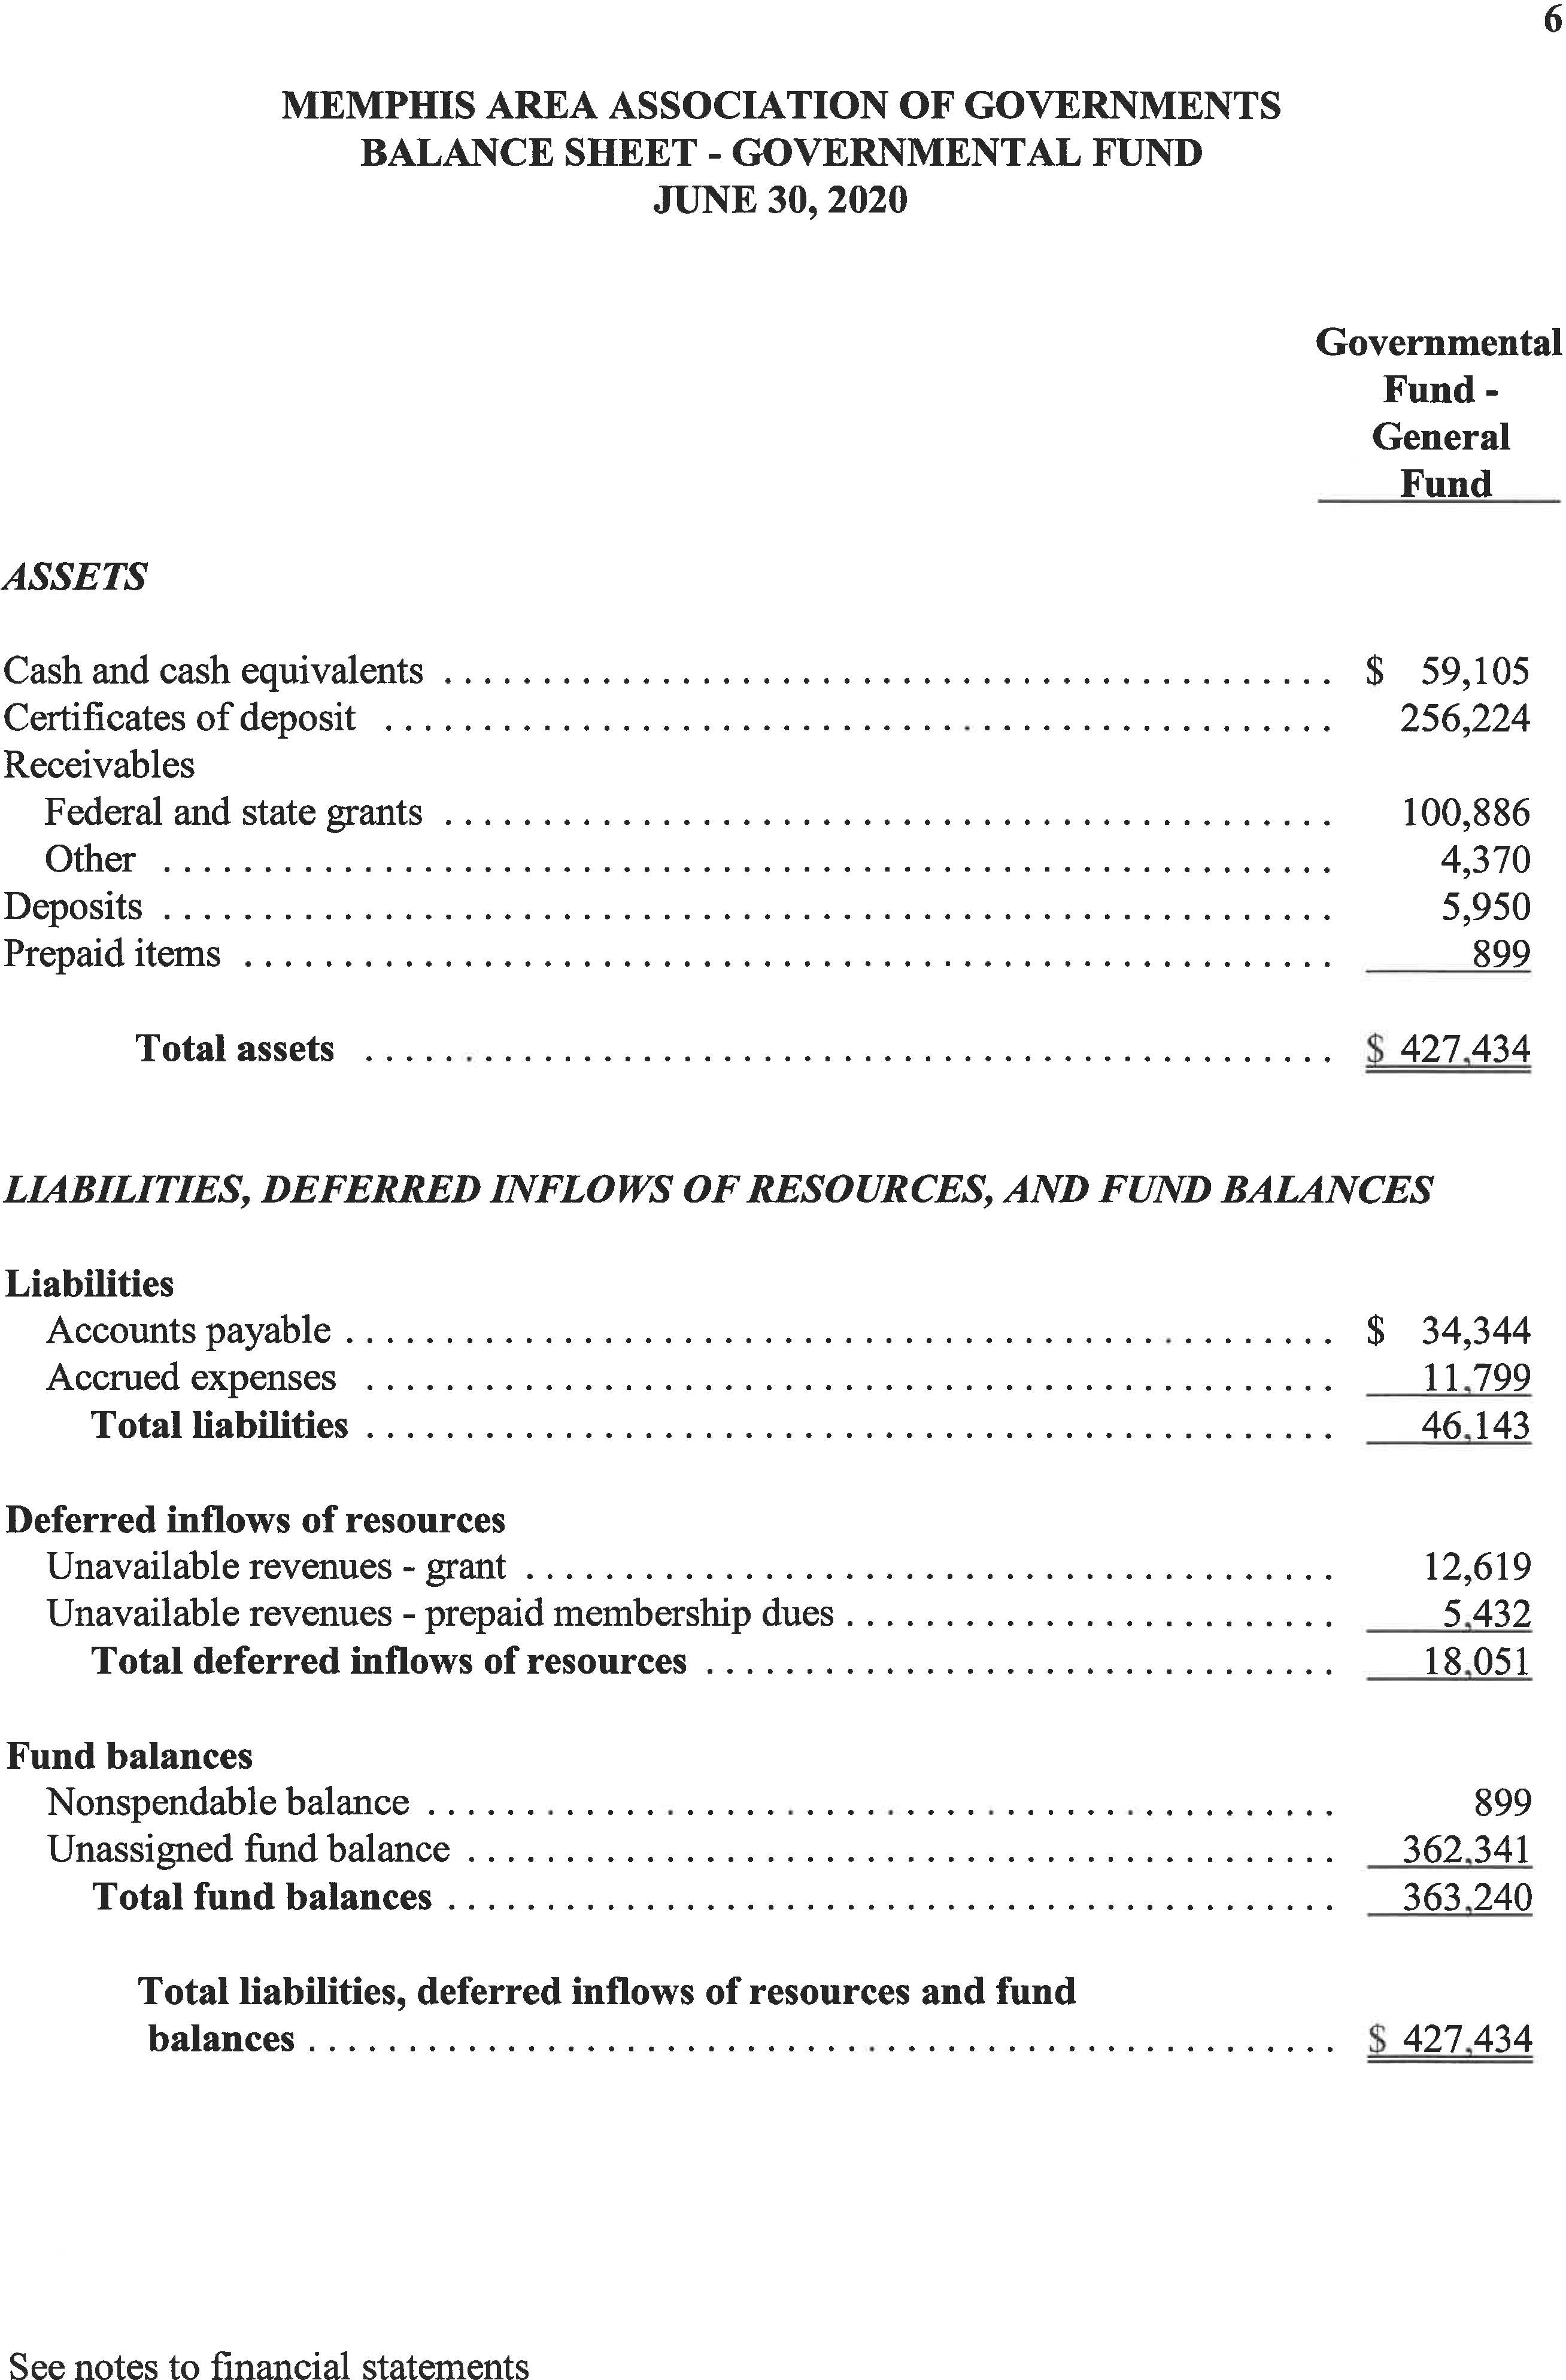 6
MEMPHIS AREA ASSOCIATION OF GOVERNMENTS
BALANCE SHEET - GOVERNMENTAL FUND
JUNE 30, 2020
Governmental
Fund -
General
Fund
ASSETS
Cash and cash equivalents . . . . . . . . . . . . . . . . . . . . $ 59,105
Certificates of deposit . . . . . . . . . . . . . . . . . . . . 256,224
Receivables
Federal and state grants . . . . . . . . . . . . . . . . . . . . 100,886
Other . . . . . . . . . . . . . . . . . . . . 4,370
Deposits . . . . . . . . . . . . . . . . . . . . 5,950
Prepaid items . . . . . . . . . . . . . . . . . . . . 899
Total assets . . . . . . . . . . . . . . . . . . . . $ 427,434
LIABILITIES, DEFERRED INFLOWS OF RESOURCES, AND FUND BALANCES
Liabilities
Accounts payable . . . . . . . . . . . . . . . . . . . . $ 34,344
Accrued expenses . . . . . . . . . . . . . . . . . . . . 11,799
Total liabilities . . . . . . . . . . . . . . . . . . . . 46,143
Deferred inflows of resources
Unavailable revenues - grant . . . . . . . . . . . . . . . . . . . . 12,619
Unavailable revenues - prepaid membership dues . . . . . . . . . . . . . . . . . . . . 5,432
Total deferred inflows of resources . . . . . . . . . . . . . . . . . . . . 18,051
Fund balances
Nonspendable balance . . . . . . . . . . . . . . . . . . . . 899
Unassigned fund balance . . . . . . . . . . . . . . . . . . . . 362,341
Total fund balances . . . . . . . . . . . . . . . . . . . . 363,240
Total liabilities, deferred inflows of resources and fund
balances . . . . . . . . . . . . . . . . . . . . $ 427,434
See notes to financial statements